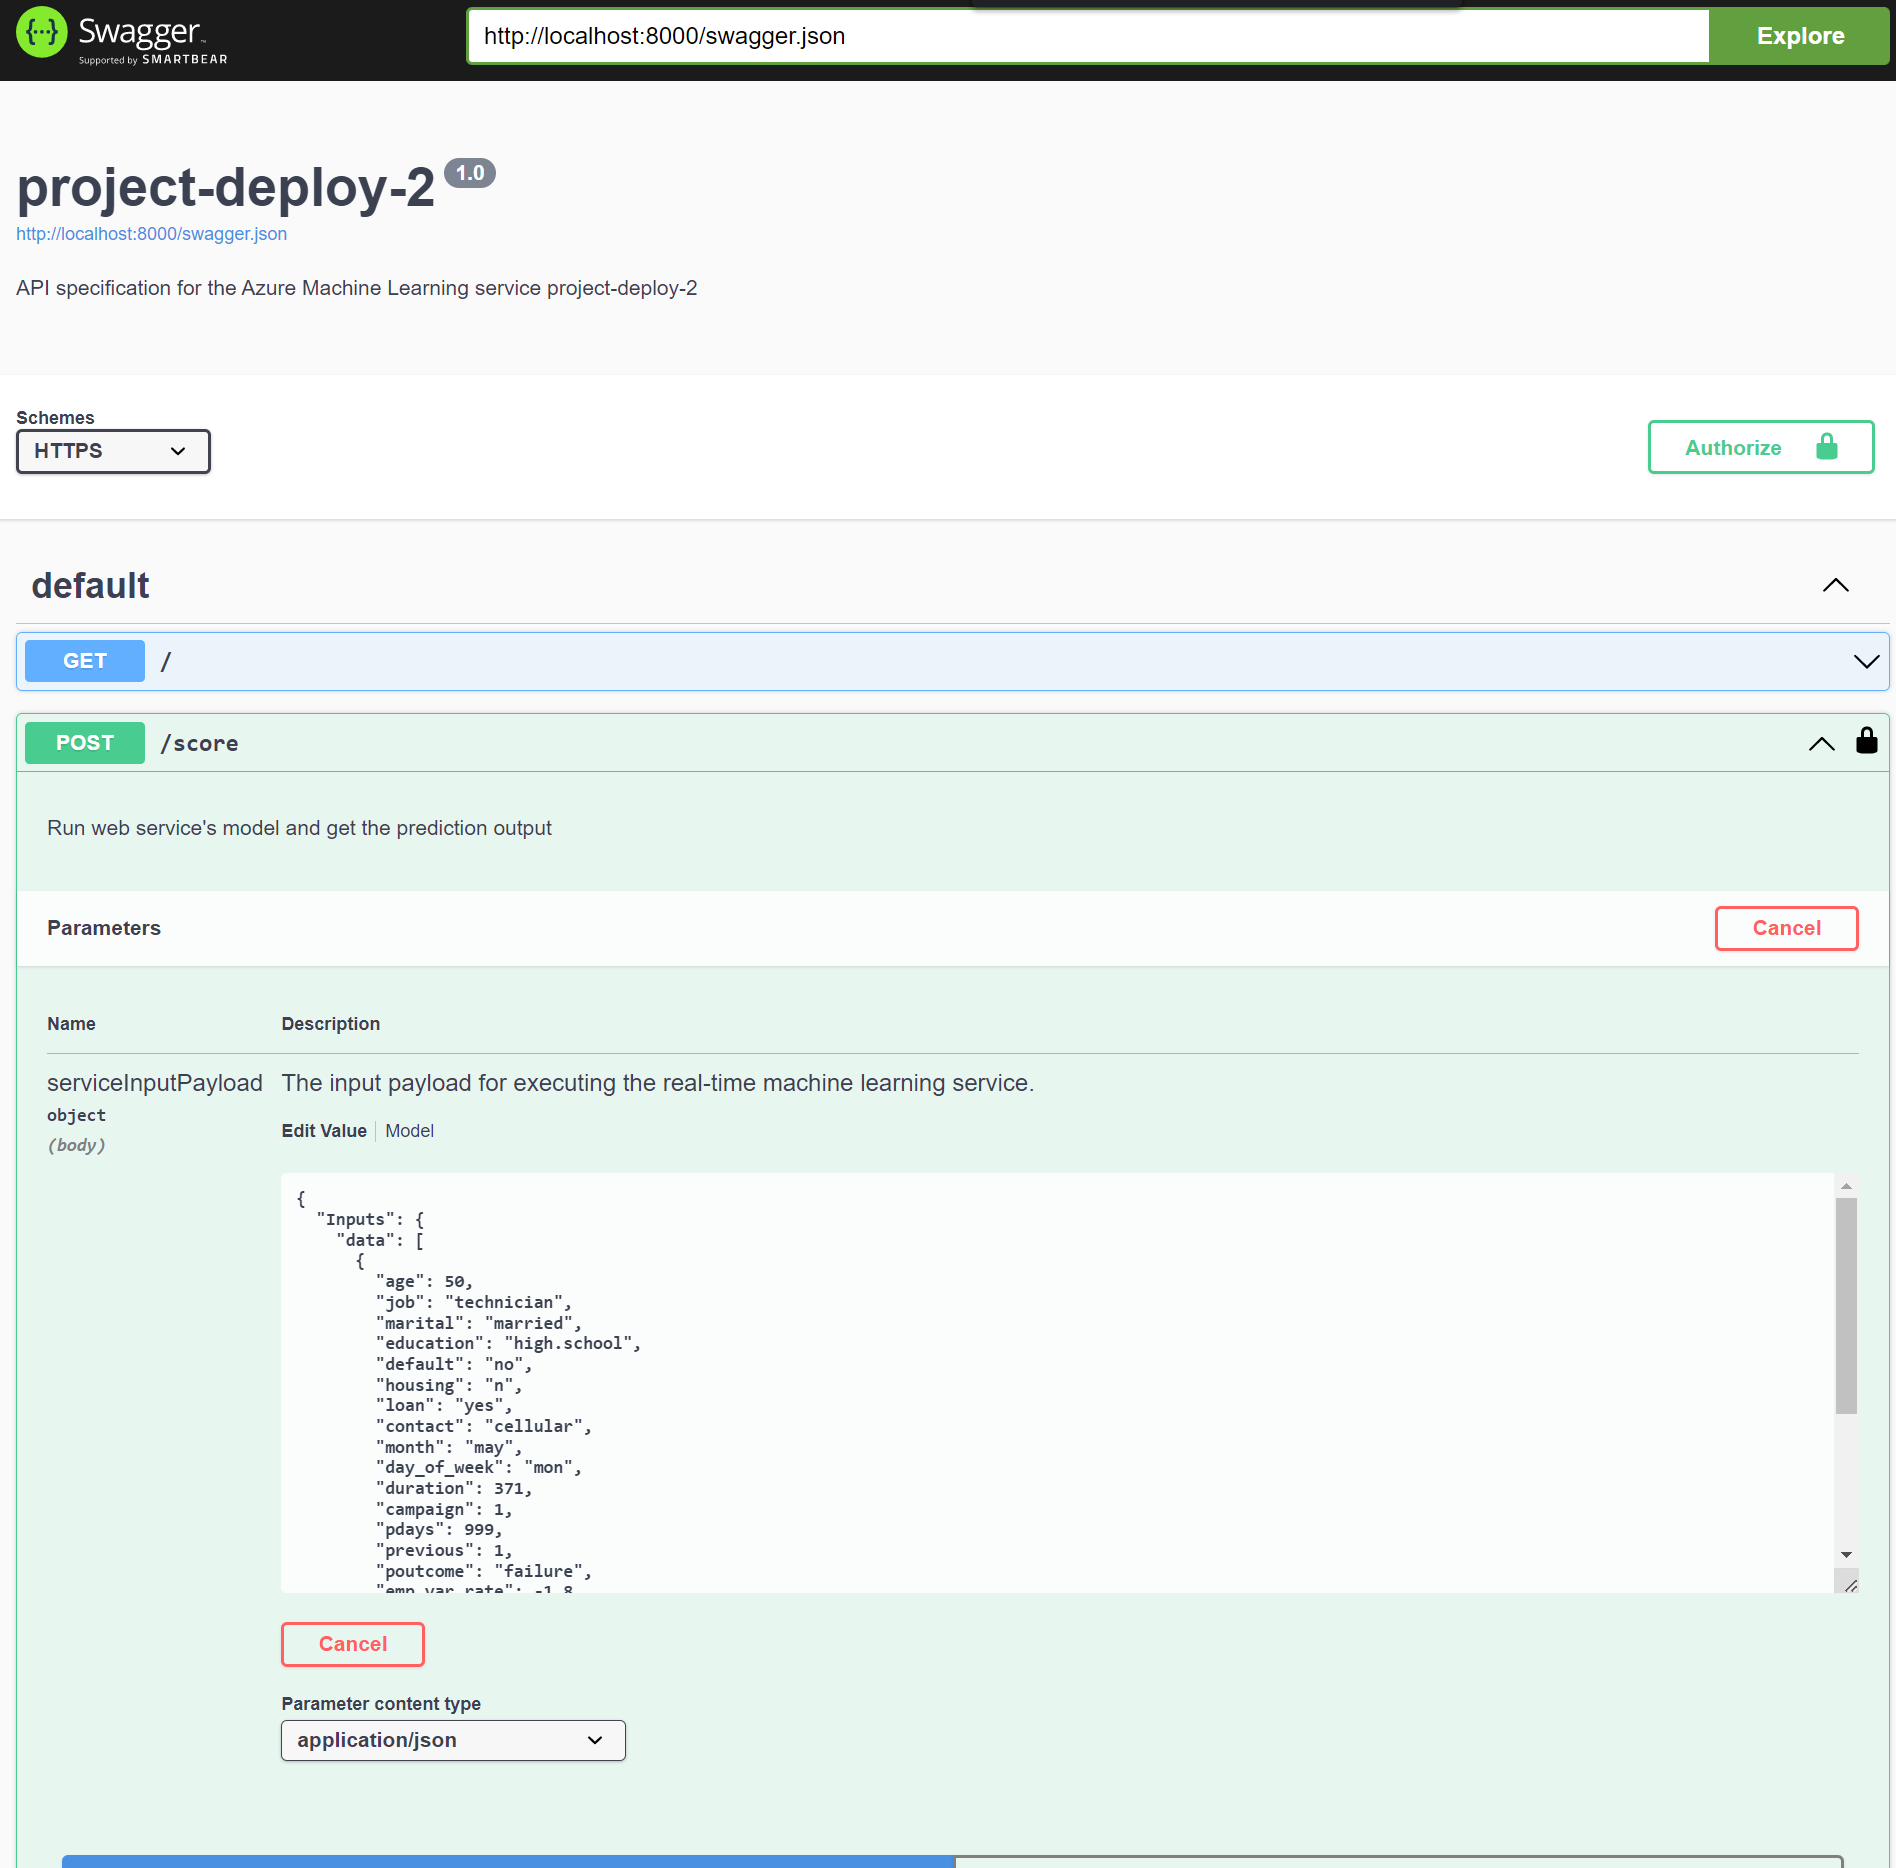 Swagger
Supported by SMARTBEAR
http://localhost:8000/swagger.json
Explore
project-deploy-2 1.0
http://localhost:8000/swagger.json
API specification for the Azure Machine Learning service project-deploy-2
Schemes
HTTPS
Authorize
default
GET /
POST /score
Run web service's model and get the prediction output
Parameters
Cancel
Name Description
serviceInputPayload The input payload for executing the real-time machine learning service.
object
(body)
Edit Value Model
{
"Inputs": {
"data": [
{
"age": 50,
"job": "technician",
"marital": "married",
"education": "high.school",
"default": "no",
"housing": "n",
"loan": "yes",
"contact": "cellular",
"month": "may",
"day_of_week": "mon",
"duration": 371,
"campaign": 1,
"pdays": 999,
"previous": 1,
"poutcome": "failure",
"emp.var.rate": -1.8
Cancel
Parameter content type
application/json